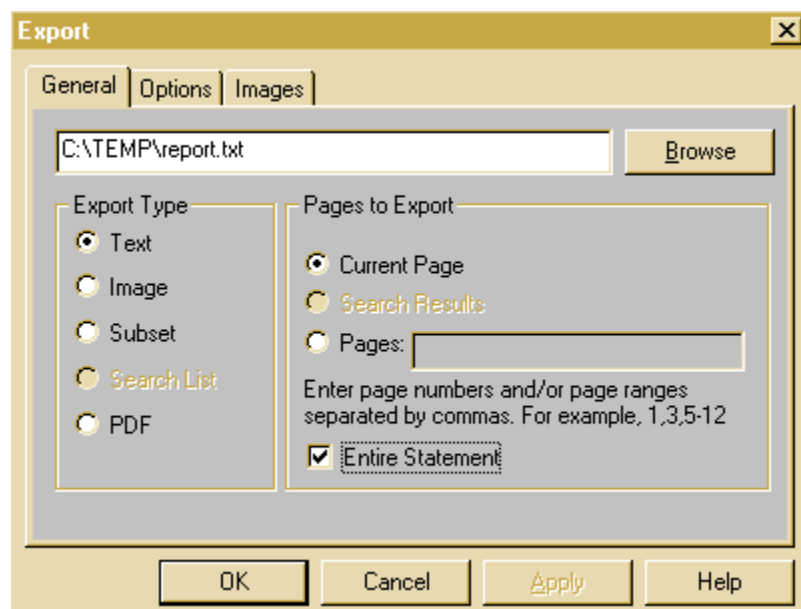 Export
General Options Images
C:\TEMP\report.txt Browse
Export Type Pages to Export
Text
Current Page
Image
Search Results
Subset
Pages:
Search List
Enter page numbers and/or page ranges
separated by commas. For example, 1,3,5-12
PDF
Entire Statement
OK Cancel Apply Help